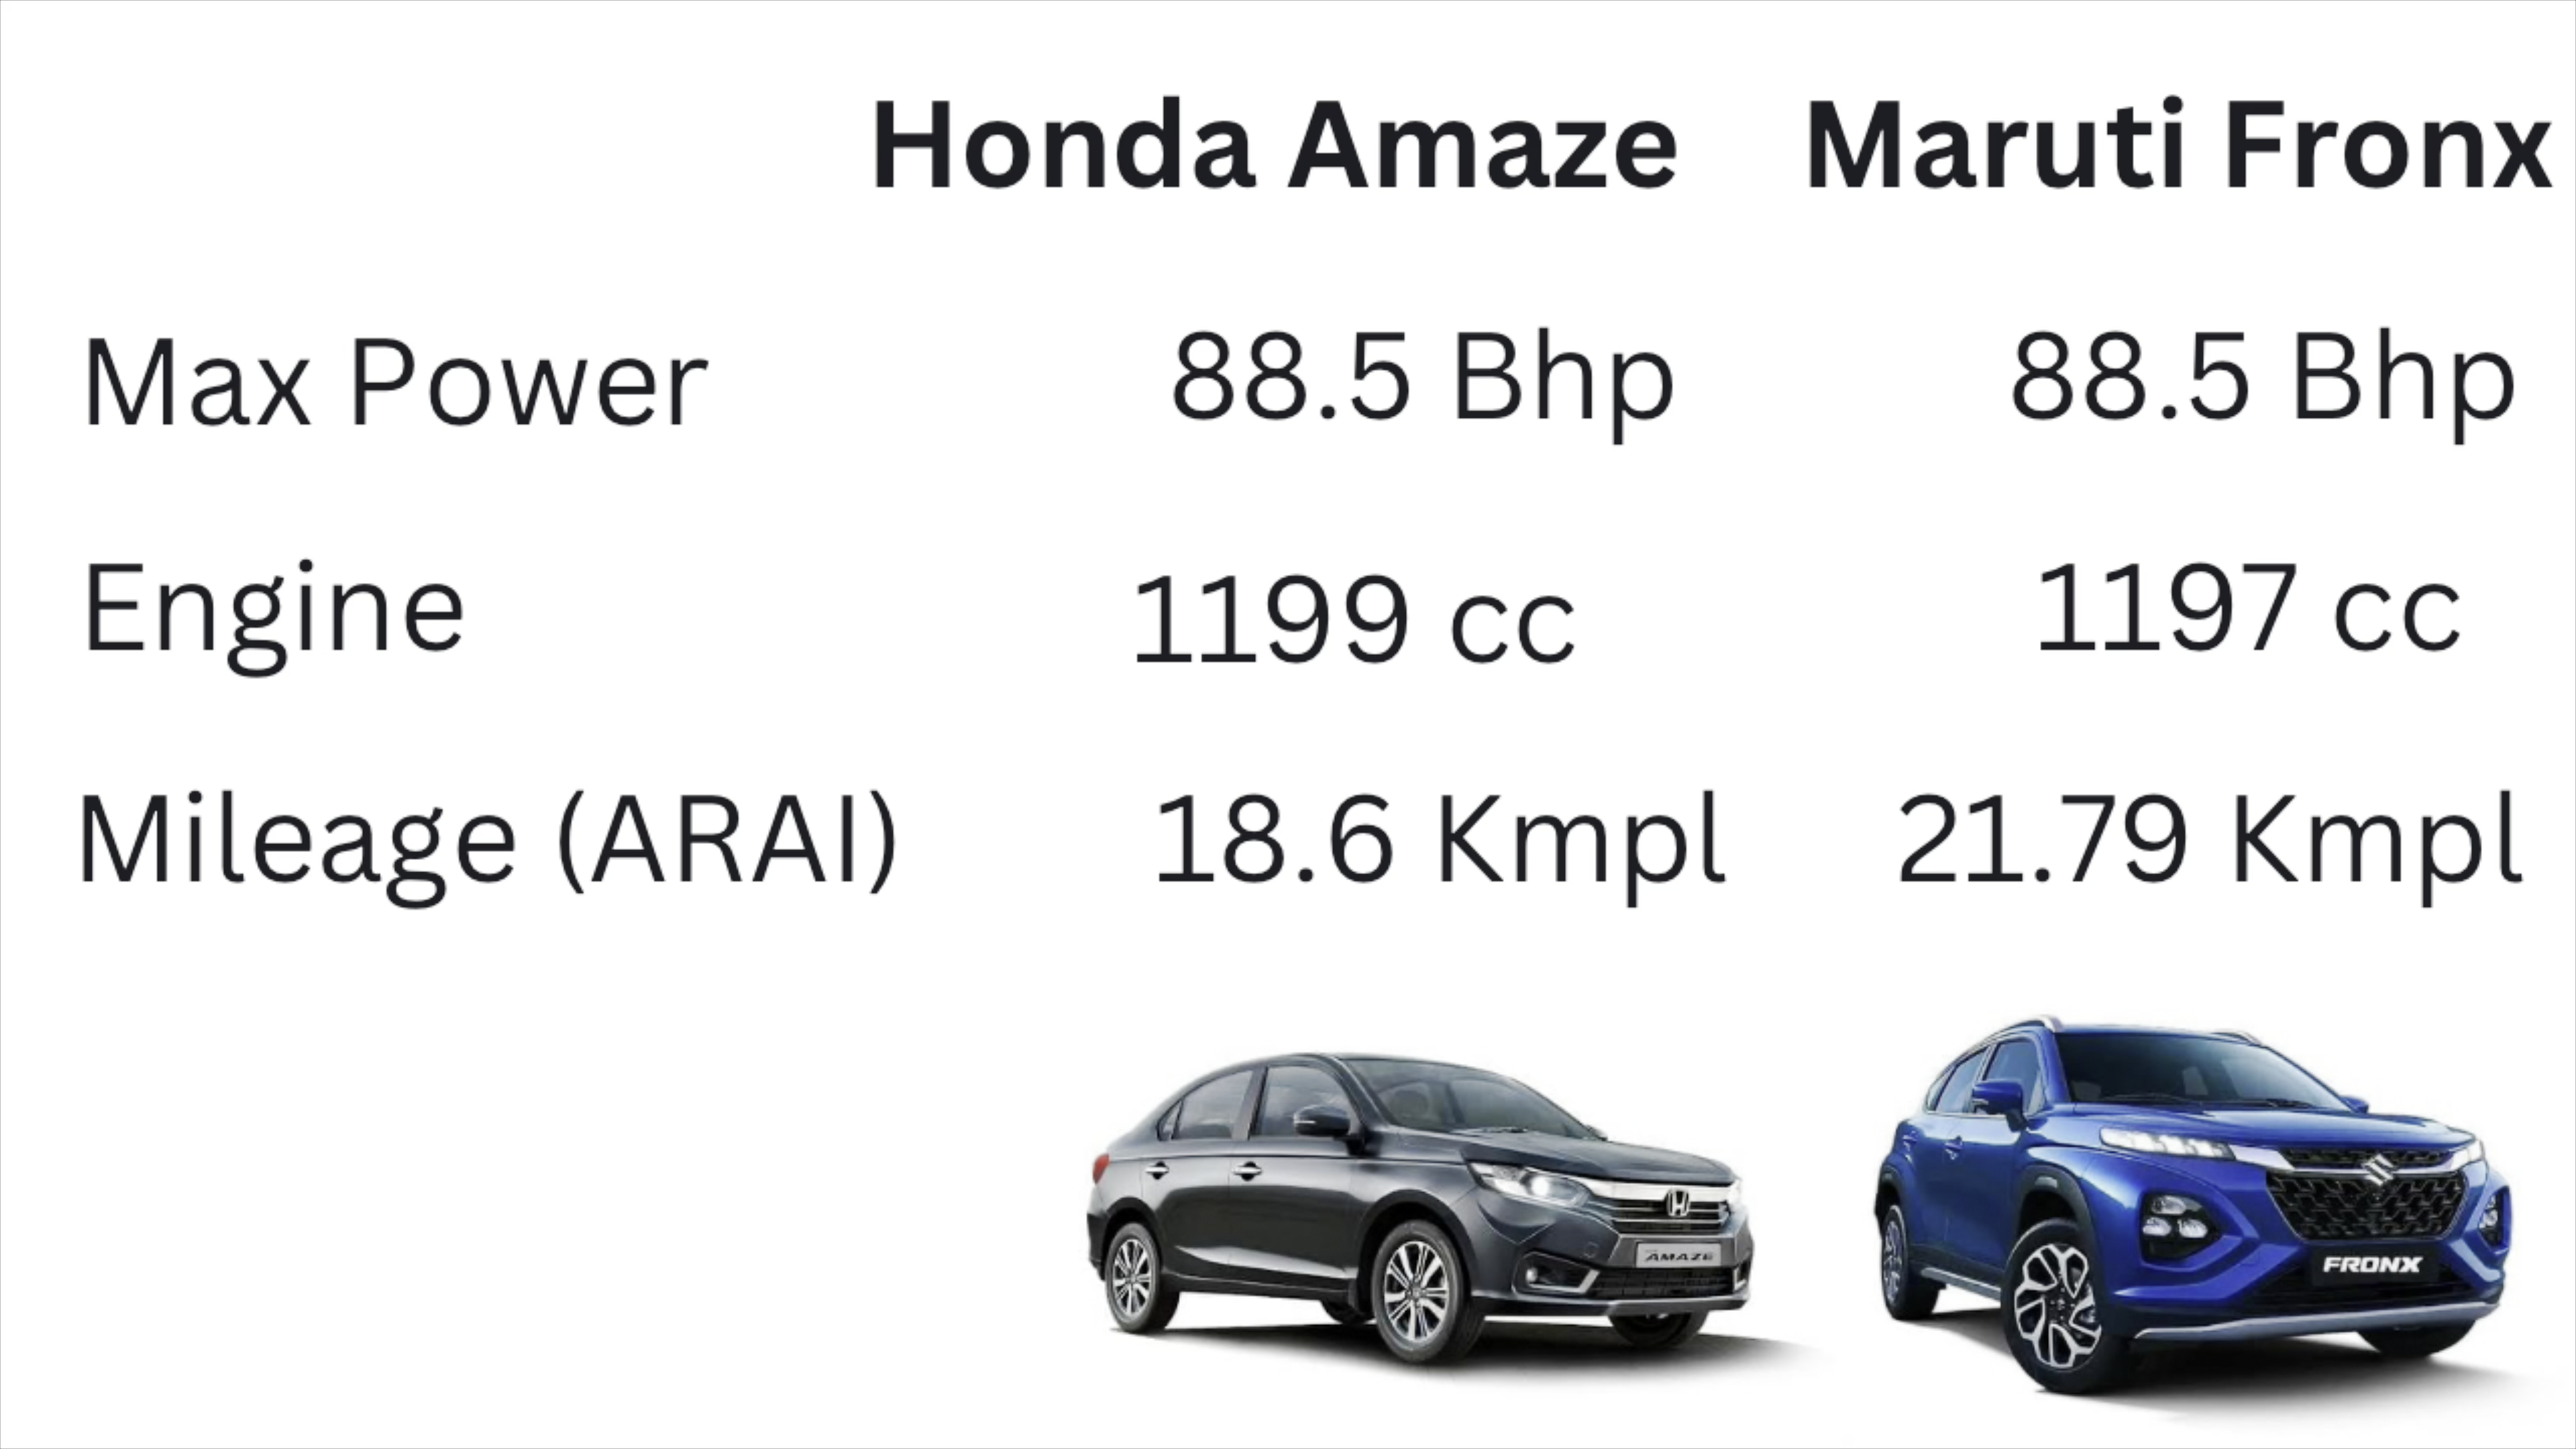 Honda Amaze Maruti Fronx
Max Power 88.5 Bhp 88.5 Bhp
Engine 1199 cc 1197 cc
Mileage (ARAI) 18.6 Kmpl 21.79 Kmpl
AMAZE
FRONX